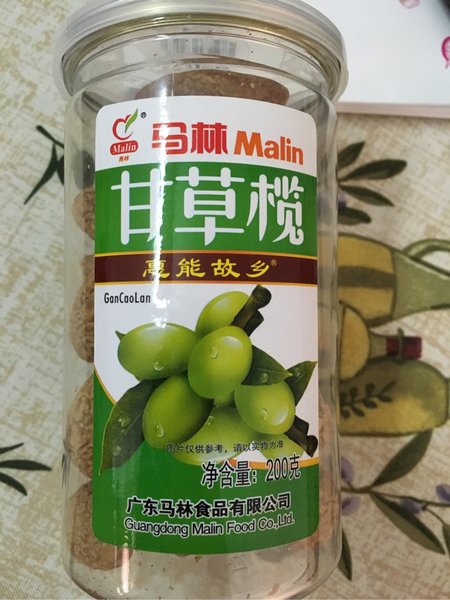 Malin
馬林
®
马林 Malin
甘草榄
惠能故乡®
GanCaoLan
图片仅供参考，请以实物为准
净含量：200克
广东马林食品有限公司
Guangdong Malin Food Co.,Ltd.